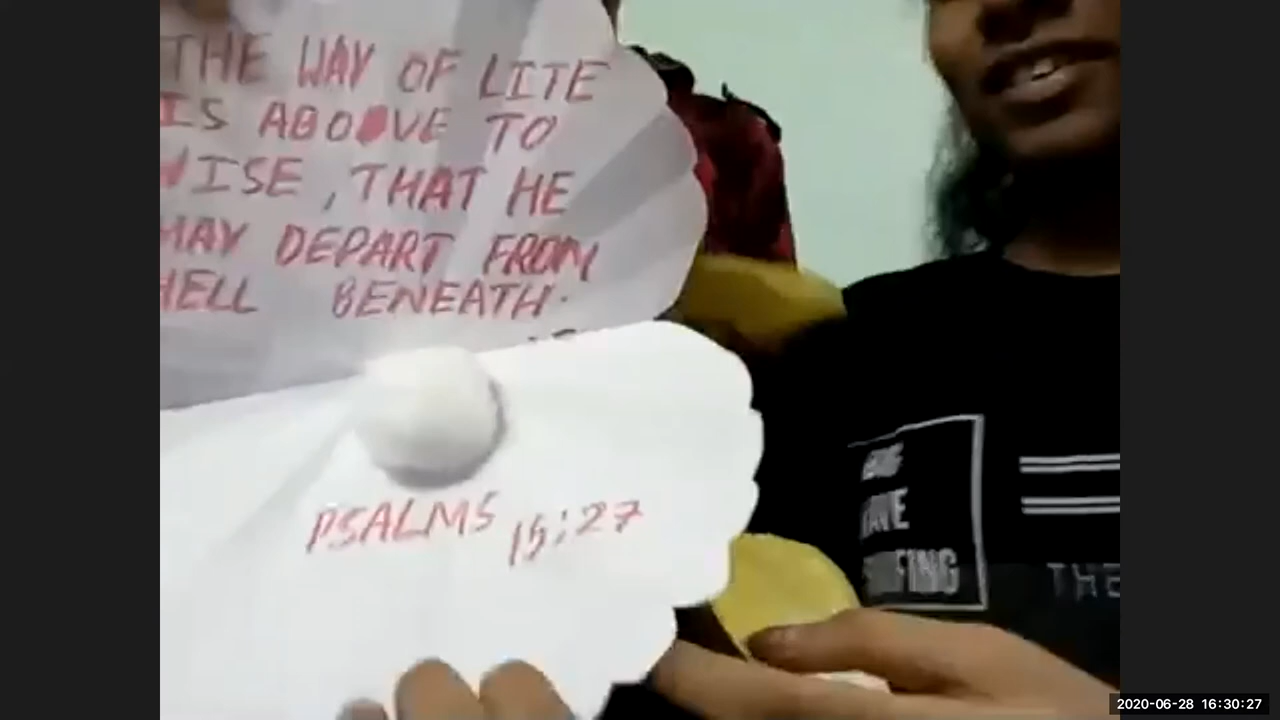 THE WAY OF LITE
IS ABOVE TO
WISE, THAT HE
MAY DEPART FROM
HELL BENEATH.
PSALMS 15:27
THE
2020-06-28 16:30:27